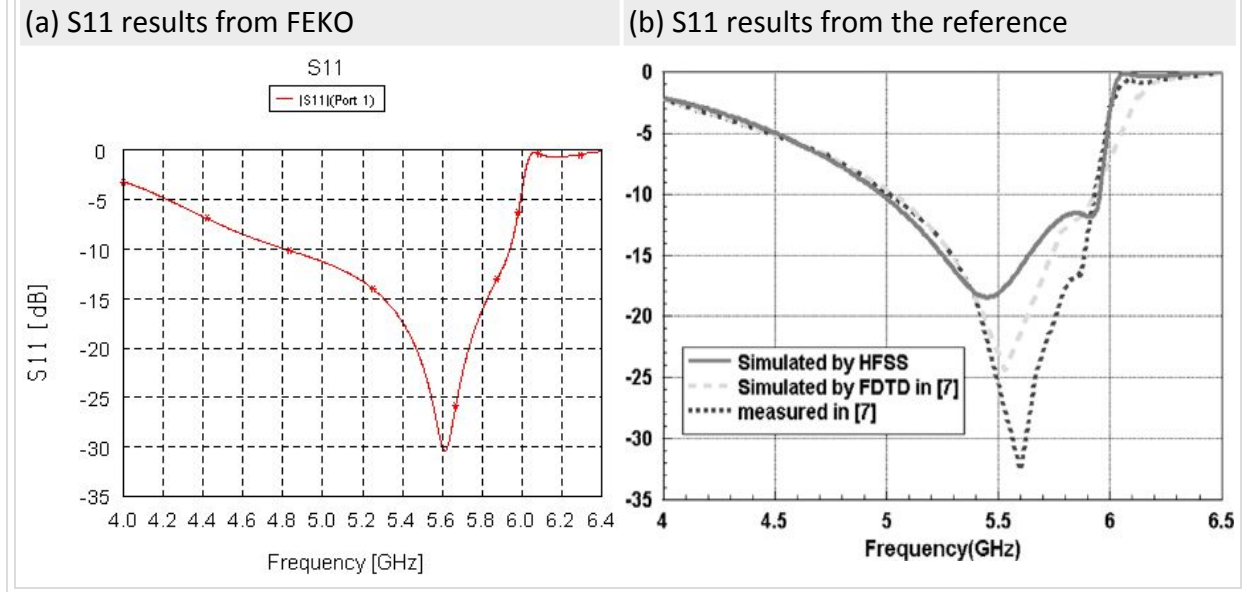 (a) S11 results from FEKO
(b) S11 results from the reference
S11
|S11|(Port 1)
0
-5
-10
-15
-20
-25
-30
-35
S11 [dB]
4.0 4.2 4.4 4.6 4.8 5.0 5.2 5.4 5.6 5.8 6.0 6.2 6.4
Frequency [GHz]
0
-5
-10
-15
-20
-25
-30
-35
Simulated by HFSS
Simulated by FDTD in [7]
measured in [7]
4 4.5 5 5.5 6 6.5
Frequency(GHz)